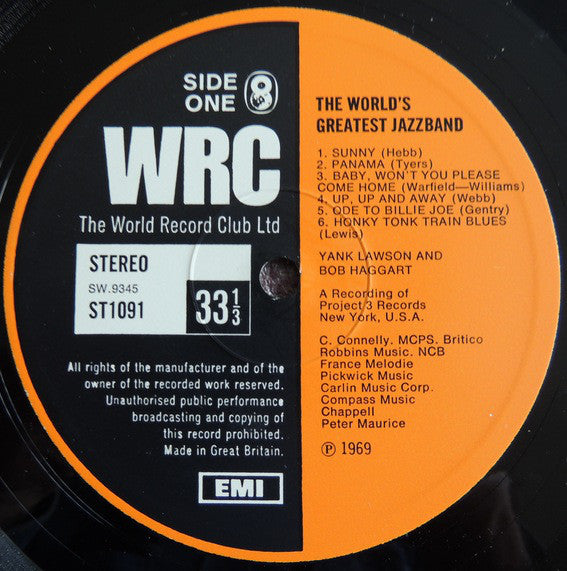 SIDE
ONE
8
WRC
The World Record Club Ltd
STEREO
SW.9345
ST1091
33 1/3
All rights of the manufacturer and of the
owner of the recorded work reserved.
Unauthorised public performance
broadcasting and copying of
this record prohibited.
Made in Great Britain.
EMI
THE WORLD'S
GREATEST JAZZBAND
1. SUNNY (Hebb)
2. PANAMA (Tyers)
3. BABY, WON'T YOU PLEASE
COME HOME (Warfield—Williams)
4. UP, UP AND AWAY (Webb)
5. ODE TO BILLIE JOE (Gentry)
6. HONKY TONK TRAIN BLUES
(Lewis)
YANK LAWSON AND
BOB HAGGART
A Recording of
Project 3 Records
New York, U.S.A.
C. Connelly. MCPS. Britico
Robbins Music. NCB
France Melodie
Pickwick Music
Carlin Music Corp.
Compass Music
Chappell
Peter Maurice
℗ 1969